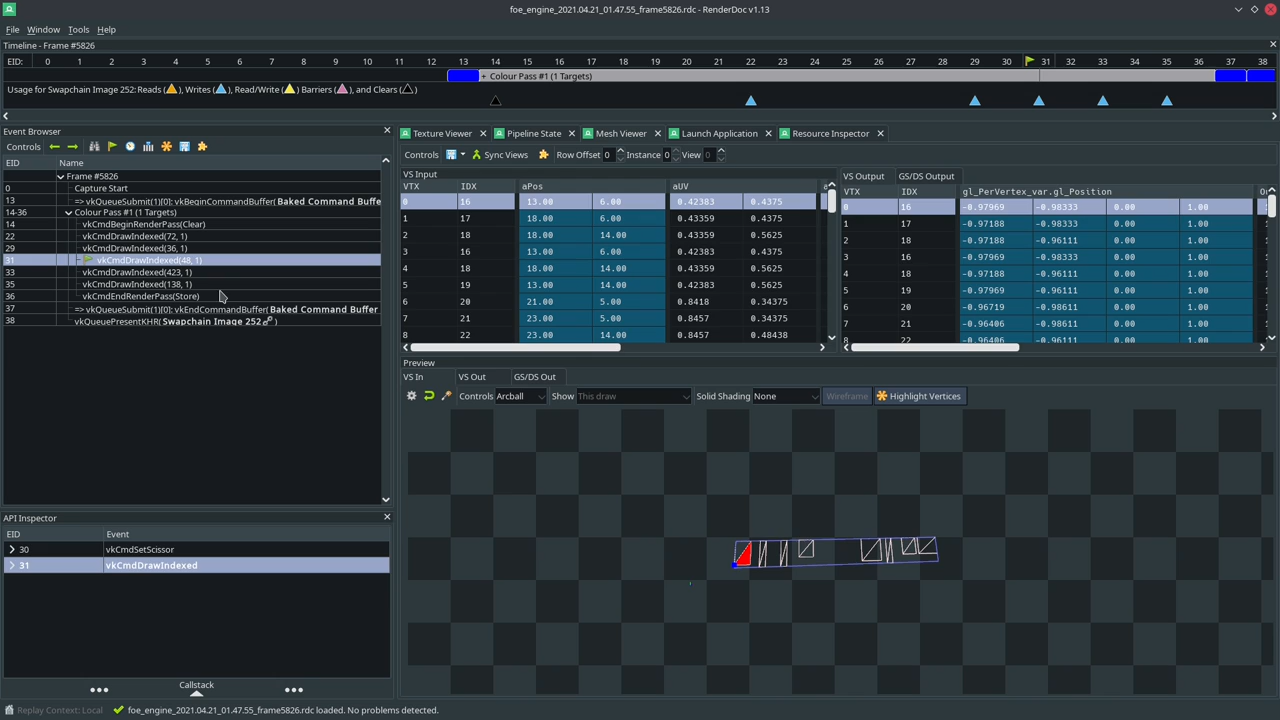 foe_engine_2021.04.21_01.47.55_frame5826.rdc - RenderDoc v1.13
File Window Tools Help
Timeline - Frame #5826
EID: 0 1 2 3 4 5 6 7 8 9 10 11 12 13 14 15 16 17 18 19 20 21 22 23 24 25 26 27 28 29 30 31 32 33 34 35 36 37 38
+ Colour Pass #1 (1 Targets)
Usage for Swapchain Image 252: Reads ( ), Writes ( ), Read/Write ( ) Barriers ( ), and Clears ( )
Event Browser
Controls
EID Name
Frame #5826
0 Capture Start
13 => vkQueueSubmit(1)[0]: vkBeginCommandBuffer( Baked Command Buffe
14-36 Colour Pass #1 (1 Targets)
14 vkCmdBeginRenderPass(Clear)
22 vkCmdDrawIndexed(72, 1)
29 vkCmdDrawIndexed(36, 1)
31 vkCmdDrawIndexed(48, 1)
33 vkCmdDrawIndexed(423, 1)
35 vkCmdDrawIndexed(138, 1)
36 vkCmdEndRenderPass(Store)
37 => vkQueueSubmit(1)[0]: vkEndCommandBuffer( Baked Command Buffer
38 vkQueuePresentKHR( Swapchain Image 252 )
API Inspector
EID Event
30 vkCmdSetScissor
31 vkCmdDrawIndexed
Callstack
Texture Viewer Pipeline State Mesh Viewer Launch Application Resource Inspector
Controls Sync Views Row Offset 0 Instance 0 View 0
VS Input
VTX IDX aPos aUV
0 16 13.00 6.00 0.42383 0.4375
1 17 18.00 6.00 0.43359 0.4375
2 18 18.00 14.00 0.43359 0.5625
3 16 13.00 6.00 0.42383 0.4375
4 18 18.00 14.00 0.43359 0.5625
5 19 13.00 14.00 0.42383 0.5625
6 20 21.00 5.00 0.8418 0.34375
7 21 23.00 5.00 0.8457 0.34375
8 22 23.00 14.00 0.8457 0.48438
VS Output GS/DS Output
VTX IDX gl_PerVertex_var.gl_Position
0 16 -0.97969 -0.98333 0.00 1.00
1 17 -0.97188 -0.98333 0.00 1.00
2 18 -0.97188 -0.96111 0.00 1.00
3 16 -0.97969 -0.98333 0.00 1.00
4 18 -0.97188 -0.96111 0.00 1.00
5 19 -0.97969 -0.96111 0.00 1.00
6 20 -0.96719 -0.98611 0.00 1.00
7 21 -0.96406 -0.98611 0.00 1.00
8 22 -0.96406 -0.96111 0.00 1.00
Preview
VS In VS Out GS/DS Out
Controls Arcball Show This draw Solid Shading None Wireframe Highlight Vertices
Replay Context: Local foe_engine_2021.04.21_01.47.55_frame5826.rdc loaded. No problems detected.